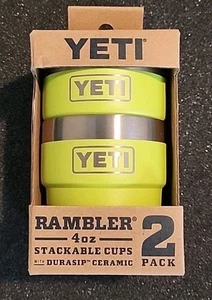 YETI
YETI
YETI
RAMBLER®
4oz
STACKABLE CUPS
WITH DURASIP™ CERAMIC
2
PACK